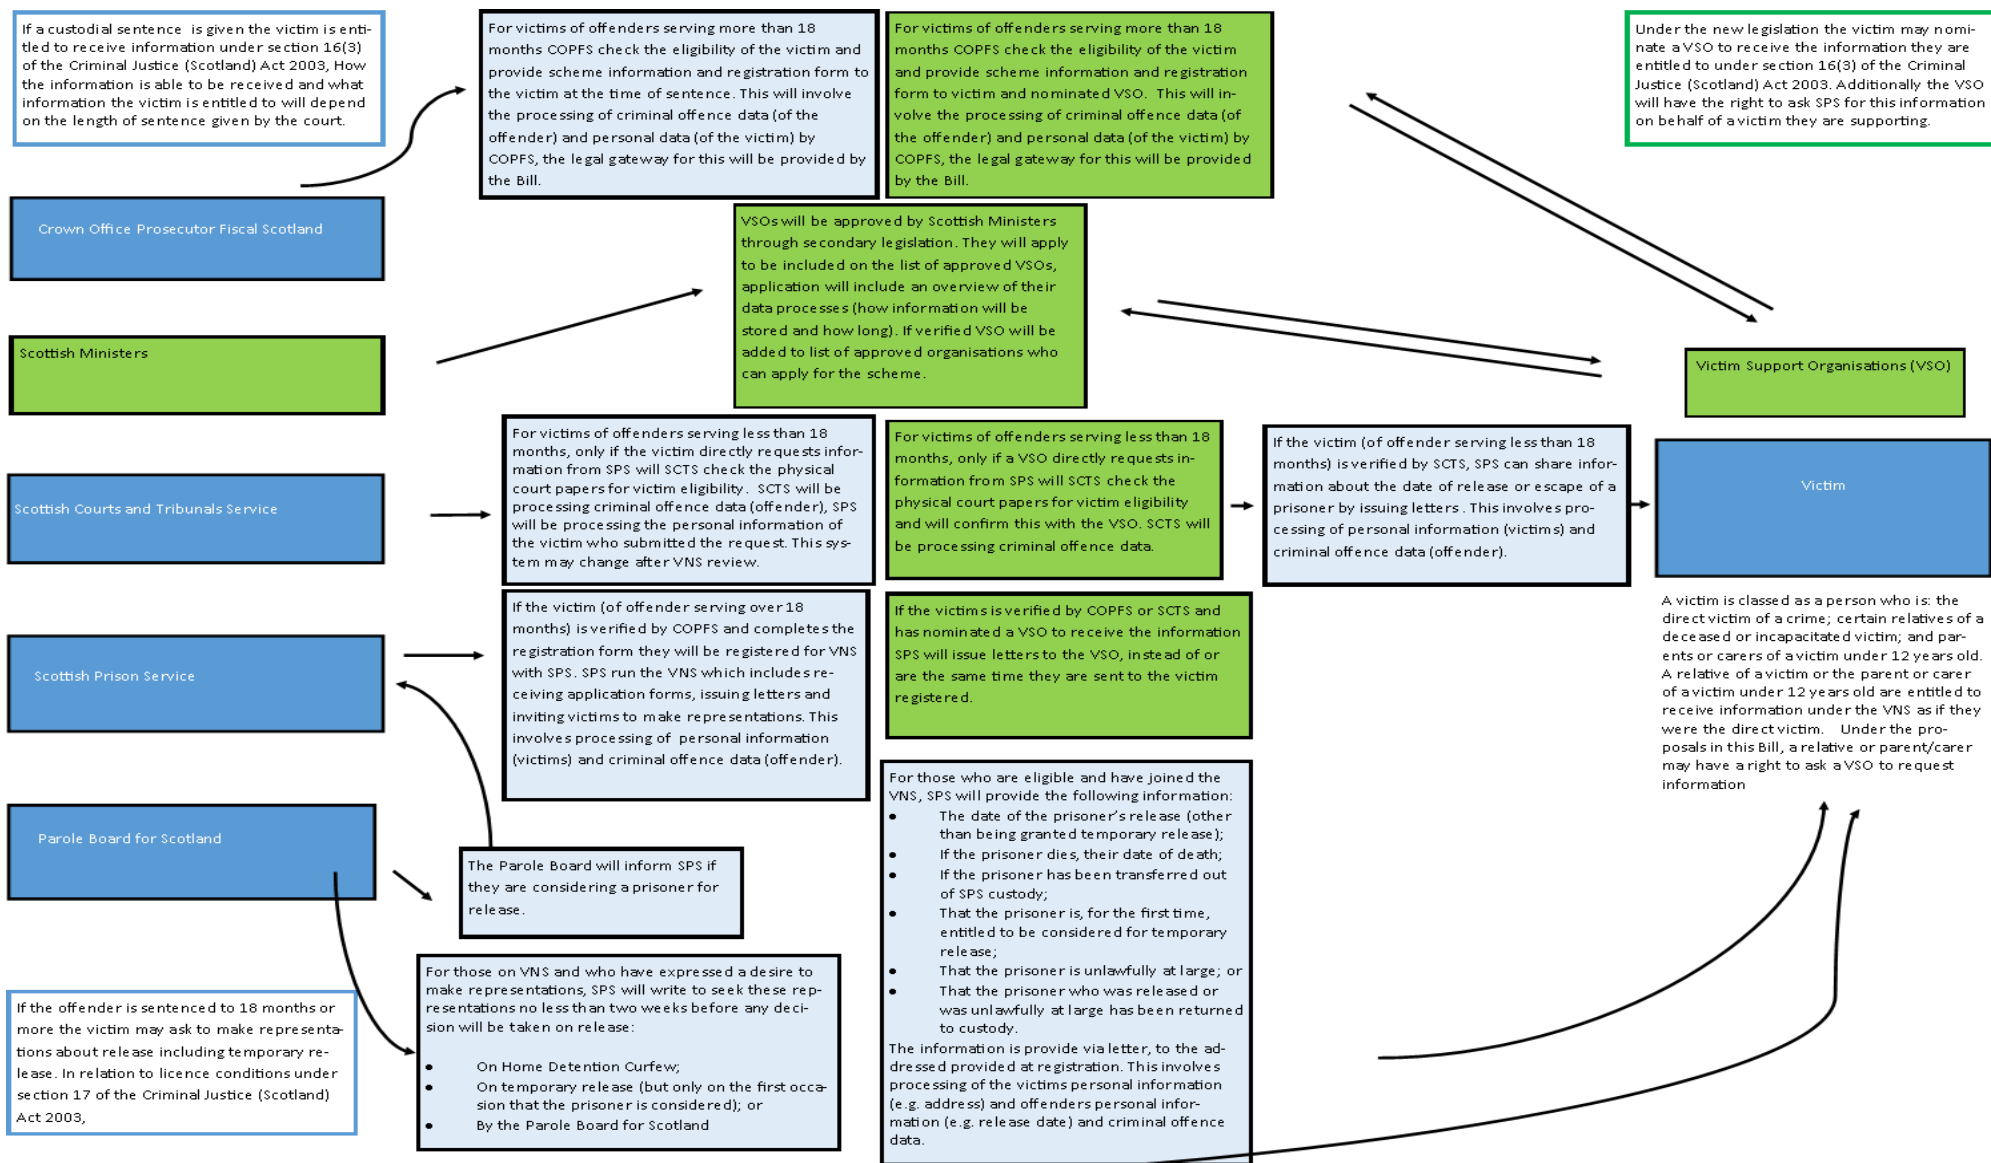 If a custodial sentence is given the victim is enti-
tled to receive information under section 16(3)
of the Criminal Justice (Scotland) Act 2003, How
the information is able to be received and what
information the victim is entitled to will depend
on the length of sentence given by the court.
For victims of offenders serving more than 18
months COPFS check the eligibility of the victim and
provide scheme information and registration form to
the victim at the time of sentence. This will involve
the processing of criminal offence data (of the
offender) and personal data (of the victim) by
COPFS, the legal gateway for this will be provided by
the Bill.
For victims of offenders serving more than 18
months COPFS check the eligibility of the victim
and provide scheme information and registration
form to victim and nominated VSO. This will in-
volve the processing of criminal offence data (of
the offender) and personal data (of the victim) by
COPFS, the legal gateway for this will be provided
by the Bill.
Under the new legislation the victim may nomi-
nate a VSO to receive the information they are
entitled to under section 16(3) of the Criminal
Justice (Scotland) Act 2003. Additionally the VSO
will have the right to ask SPS for this information
on behalf of a victim they are supporting.
Crown Office Prosecutor Fiscal Scotland
VSOs will be approved by Scottish Ministers
through secondary legislation. They will apply
to be included on the list of approved VSOs,
application will include an overview of their
data processes (how information will be
stored and how long). If verified VSO will be
added to list of approved organisations who
can apply for the scheme.
Scottish Ministers
Victim Support Organisations (VSO)
Scottish Courts and Tribunals Service
For victims of offenders serving less than 18
months, only if the victim directly requests infor-
mation from SPS will SCTS check the physical
court papers for victim eligibility. SCTS will be
processing criminal offence data (offender), SPS
will be processing the personal information of
the victim who submitted the request. This sys-
tem may change after VNS review.
For victims of offenders serving less than 18
months, only if a VSO directly requests in-
formation from SPS will SCTS check the
physical court papers for victim eligibility
and will confirm this with the VSO. SCTS will
be processing criminal offence data.
If the victim (of offender serving less than 18
months) is verified by SCTS, SPS can share infor-
mation about the date of release or escape of a
prisoner by issuing letters. This involves pro-
cessing of personal information (victims) and
criminal offence data (offender).
Victim
Scottish Prison Service
If the victim (of offender serving over 18
months) is verified by COPFS and completes the
registration form they will be registered for VNS
with SPS. SPS run the VNS which includes re-
ceiving application forms, issuing letters and
inviting victims to make representations. This
involves processing of personal information
(victims) and criminal offence data (offender).
If the victims is verified by COPFS or SCTS and
has nominated a VSO to receive the information
SPS will issue letters to the VSO, instead of or
are the same time they are sent to the victim
registered.
A victim is classed as a person who is: the
direct victim of a crime; certain relatives of a
deceased or incapacitated victim; and par-
ents or carers of a victim under 12 years old.
A relative of a victim or the parent or carer
of a victim under 12 years old are entitled to
receive information under the VNS as if they
were the direct victim. Under the pro-
posals in this Bill, a relative or parent/carer
may have a right to ask a VSO to request
information
Parole Board for Scotland
The Parole Board will inform SPS if
they are considering a prisoner for
release.
For those who are eligible and have joined the
VNS, SPS will provide the following information:
• The date of the prisoner's release (other
than being granted temporary release);
• If the prisoner dies, their date of death;
• If the prisoner has been transferred out
of SPS custody;
• That the prisoner is, for the first time,
entitled to be considered for temporary
release;
• That the prisoner is unlawfully at large; or
• That the prisoner who was released or
was unlawfully at large has been returned
to custody.
The information is provide via letter, to the ad-
dressed provided at registration. This involves
processing of the victims personal information
(e.g. address) and offenders personal infor-
mation (e.g. release date) and criminal offence
data.
If the offender is sentenced to 18 months or
more the victim may ask to make representa-
tions about release including temporary re-
lease. In relation to licence conditions under
section 17 of the Criminal Justice (Scotland)
Act 2003,
For those on VNS and who have expressed a desire to
make representations, SPS will write to seek these rep-
resentations no less than two weeks before any deci-
sion will be taken on release:
• On Home Detention Curfew;
• On temporary release (but only on the first occa-
sion that the prisoner is considered); or
• By the Parole Board for Scotland